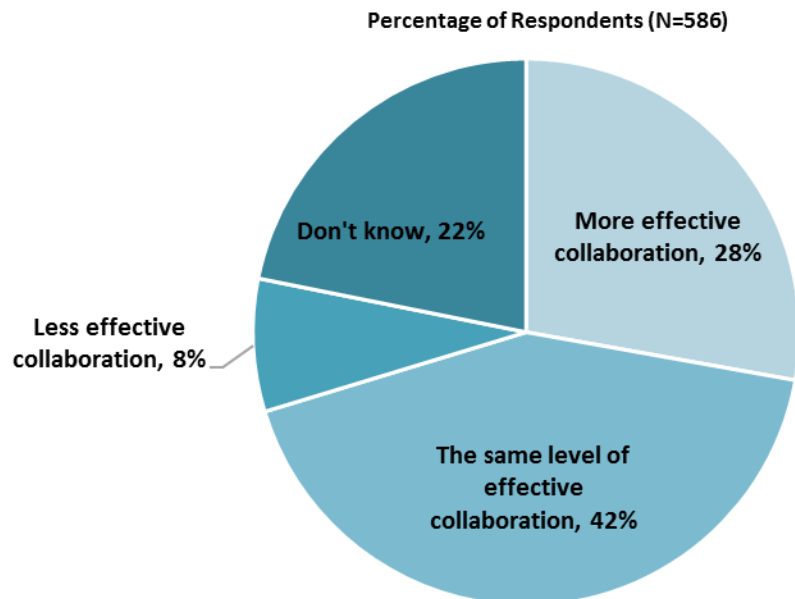 Percentage of Respondents (N=586)
Don't know, 22%
More effective
collaboration, 28%
Less effective
collaboration, 8%
The same level of
effective
collaboration, 42%